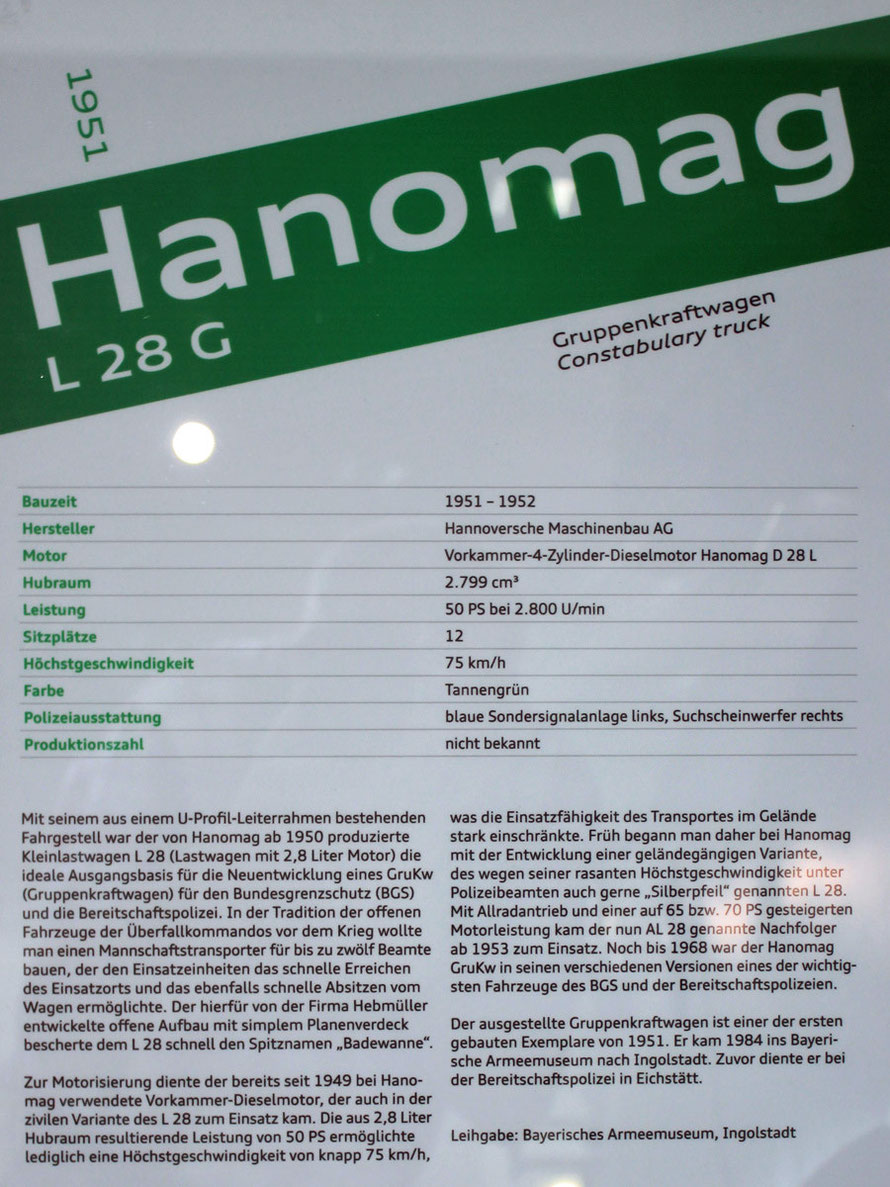 1951
Hanomag
L 28 G
Gruppenkraftwagen
Constabulary truck
Bauzeit 1951 – 1952
Hersteller Hannoversche Maschinenbau AG
Motor Vorkammer-4-Zylinder-Dieselmotor Hanomag D 28 L
Hubraum 2.799 cm³
Leistung 50 PS bei 2.800 U/min
Sitzplätze 12
Höchstgeschwindigkeit 75 km/h
Farbe Tannengrün
Polizeiausstattung blaue Sondersignalanlage links, Suchscheinwerfer rechts
Produktionszahl nicht bekannt
Mit seinem aus einem U-Profil-Leiterrahmen bestehenden
Fahrgestell war der von Hanomag ab 1950 produzierte
Kleinlastwagen L 28 (Lastwagen mit 2,8 Liter Motor) die
ideale Ausgangsbasis für die Neuentwicklung eines GruKw
(Gruppenkraftwagen) für den Bundesgrenzschutz (BGS)
und die Bereitschaftspolizei. In der Tradition der offenen
Fahrzeuge der Überfallkommandos vor dem Krieg wollte
man einen Mannschaftstransporter für bis zu zwölf Beamte
bauen, der den Einsatzeinheiten das schnelle Erreichen
des Einsatzorts und das ebenfalls schnelle Absitzen vom
Wagen ermöglichte. Der hierfür von der Firma Hebmüller
entwickelte offene Aufbau mit simplem Planenverdeck
bescherte dem L 28 schnell den Spitznamen „Badewanne“.
Zur Motorisierung diente der bereits seit 1949 bei Hano-
mag verwendete Vorkammer-Dieselmotor, der auch in der
zivilen Variante des L 28 zum Einsatz kam. Die aus 2,8 Liter
Hubraum resultierende Leistung von 50 PS ermöglichte
lediglich eine Höchstgeschwindigkeit von knapp 75 km/h,
was die Einsatzfähigkeit des Transportes im Gelände
stark einschränkte. Früh begann man daher bei Hanomag
mit der Entwicklung einer geländegängigen Variante,
des wegen seiner rasanten Höchstgeschwindigkeit unter
Polizeibeamten auch gerne „Silberpfeil“ genannten L 28.
Mit Allradantrieb und einer auf 65 bzw. 70 PS gesteigerten
Motorleistung kam der nun AL 28 genannte Nachfolger
ab 1953 zum Einsatz. Noch bis 1968 war der Hanomag
GruKw in seinen verschiedenen Versionen eines der wichtig-
sten Fahrzeuge des BGS und der Bereitschaftspolizeien.
Der ausgestellte Gruppenkraftwagen ist einer der ersten
gebauten Exemplare von 1951. Er kam 1984 ins Bayeri-
sche Armeemuseum nach Ingolstadt. Zuvor diente er bei
der Bereitschaftspolizei in Eichstätt.
Leihgabe: Bayerisches Armeemuseum, Ingolstadt